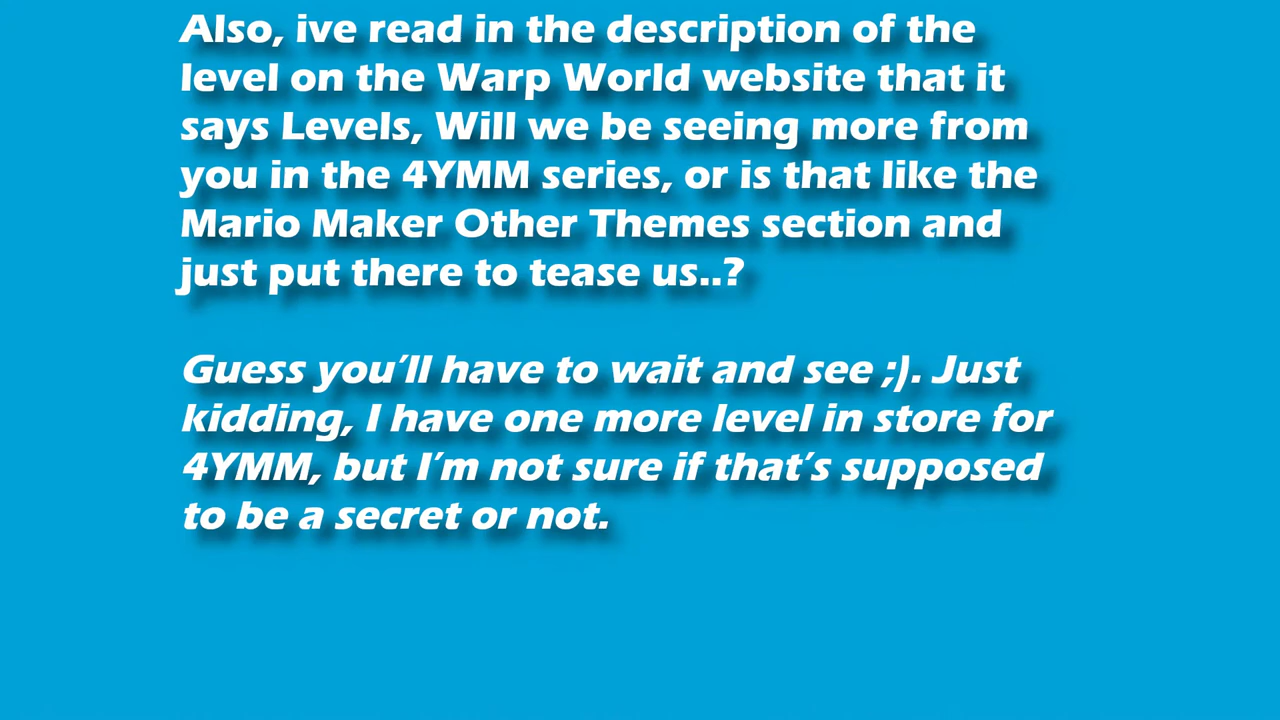 Also, ive read in the description of the
level on the Warp World website that it
says Levels, Will we be seeing more from
you in the 4YMM series, or is that like the
Mario Maker Other Themes section and
just put there to tease us..?
Guess you’ll have to wait and see ;). Just
kidding, I have one more level in store for
4YMM, but I’m not sure if that’s supposed
to be a secret or not.